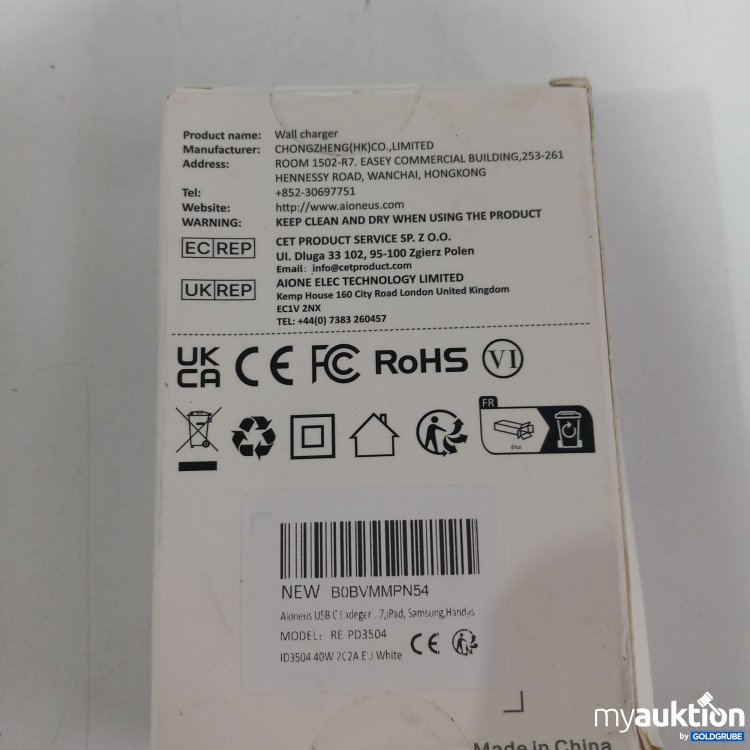 Product name: Wall charger
Manufacturer: CHONGZHENG(HK)CO.,LIMITED
Address: ROOM 1502-R7. EASEY COMMERCIAL BUILDING,253-261
HENNESSY ROAD, WANCHAI, HONGKONG
Tel: +852-30697751
Website: http://www.aioneus.com
WARNING: KEEP CLEAN AND DRY WHEN USING THE PRODUCT
EC REP CET PRODUCT SERVICE SP. Z O.O.
Ul. Dluga 33 102, 95-100 Zgierz Polen
Email: info@cetproduct.com
UK REP AIONE ELEC TECHNOLOGY LIMITED
Kemp House 160 City Road London United Kingdom
EC1V 2NX
TEL: +44(0) 7383 260457
UK CA CE FC RoHS VI
FR
NEW B0BVMMPN54
Aioneus USB C Ladeger ..7,iPad, Samsung,Handys
MODEL: RE PD3504
ID3504 40W 2C2A EU White
CE
Made in China
myauktion
by GOLDGRUBE